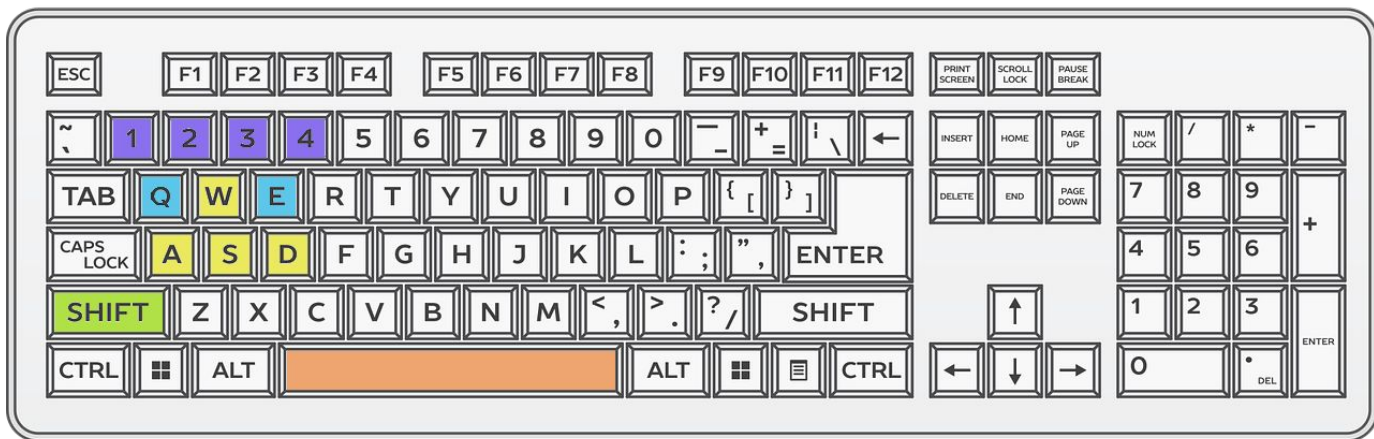 ESC F1 F2 F3 F4 F5 F6 F7 F8 F9 F10 F11 F12 PRINT SCREEN SCROLL LOCK PAUSE BREAK
~ ` 1 2 3 4 5 6 7 8 9 0 — _ + = ¦ \ ← INSERT HOME PAGE UP NUM LOCK / * −
TAB Q W E R T Y U I O P { [ } ] DELETE END PAGE DOWN 7 8 9 +
CAPS LOCK A S D F G H J K L : ; " , ENTER 4 5 6
SHIFT Z X C V B N M < , > . ? / SHIFT ↑ 1 2 3 ENTER
CTRL ALT ALT CTRL ← ↓ → 0 • DEL